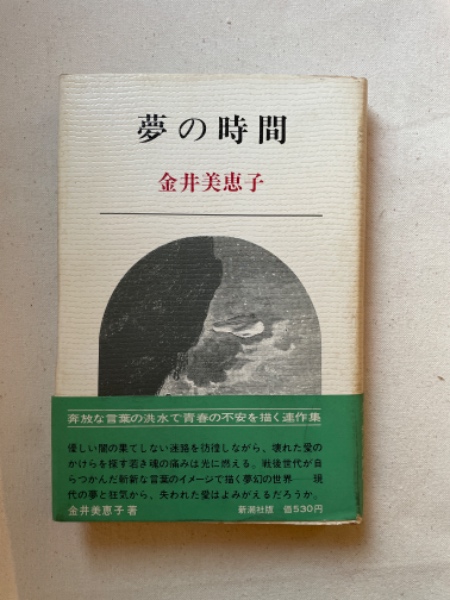 夢の時間
金井美恵子
奔放な言葉の洪水で青春の不安を描く連作集
優しい闇の果てしない迷路を彷徨しながら、壊れた愛の
かけらを探す若き魂の痛みは光に燃える。戦後世代が自
らつかんだ斬新な言葉のイメージで描く夢幻の世界──現
代の夢と狂気から、失われた愛はよみがえるだろうか。
金井美恵子著 新潮社版 価530円